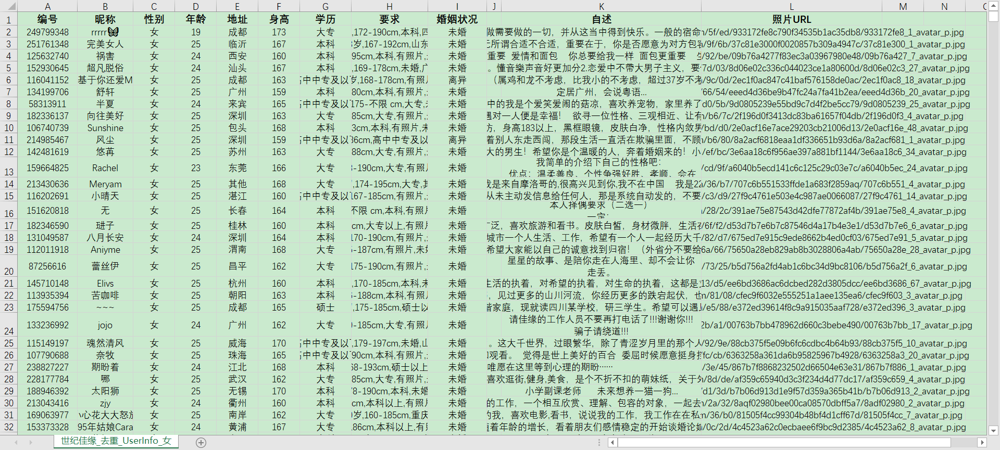 A B C D E F G H I J K L M N
1 编号 昵称 性别 年龄 地址 身高 学历 要求 婚姻状况 自述 照片URL
2 249799348 rrrrr 女 19 成都 173 大专 ,172-190cm,本科,四 未婚 做需要做的一切，并从这当中得到快乐。一般的宿命 /5f/ed/933172fe8c790f34535b1ac35db8/933172fe8_1_avatar_p.jpg
3 251761348 完美女人 女 25 临沂 167 本科 岁,167-192cm,山东 未婚 无所谓合适不合适，重要在于，你是否愿意为对方包容 /9f/6b/37c81e3000f0020857b309a4947c/37c81e300_1_avatar_p.jpg
4 125632740 祸害 女 24 西安 160 本科 95cm,本科,有照片, 未婚 重要 爱情和面包 你总要给我一样 面包更重要 /92/be/09b76a4277f83ec3a03967980e48/09b76a427_7_avatar_p.jpg
5 152930645 超凡脱俗 女 24 汕头 167 本科 ,169-178cm,未婚,广 未婚 。懂音樂声音好更加分2.恋爱中不帶大男子主义，要 7d/03/8d06e02c336c044023ce1a80600d/8d06e02c3_27_avatar_p.jpg
6 116041152 基于你还爱M 女 25 成都 163 高中中专及以下 岁,168-178cm,有照片 离异 （属鸡和龙不考虑，比我小的不考虑，超过37岁不考 /9c/0d/2ec1f0ac847c41baf576158de0ac/2ec1f0ac8_18_avatar_p.jpg
7 134199706 舒轩 女 25 广州 159 本科 80cm,本科,有照片, 未婚 定居广州，会说粤语... /66/54/eeed4d36be9b47fc24a7fa41b2ea/eeed4d36b_20_avatar_p.jpg
8 58313911 半夏 女 24 来宾 165 高中中专及以下 175-不限 cm,大专, 未婚 中的我是个爱笑爱闹的菇凉，喜欢养宠物，家里养了 d0/5b/9d0805239e55bd9c7d4f2be5cc79/9d0805239_25_avatar_p.jpg
9 182336137 向往美好 女 25 深圳 163 大专 85cm,大专,有照片, 未婚 遇对一人便是幸福！ 欲寻一位性格、三观相近、让有 /b6/7c/2f196d0f3413dc83ba61657f04db/2f196d0f3_4_avatar_p.jpg
10 106740739 Sunshine 女 25 包头 168 本科 3cm,本科,有照片,未 未婚 方，身高183以上，黑框眼镜，皮肤白净，性格内敛男 /bd/d0/2e0acf16e7ace29203cb21006d13/2e0acf16e_48_avatar_p.jpg
11 214985467 风尘 女 25 深圳 159 高中中专及以下 36cm,高中中专及以 离异 着别人东走西闯，那段生活一直活在欺骗里面，不顾 /b6/80/8a2acf6818eaa1df336651b93d6a/8a2acf681_1_avatar_p.jpg
12 142481619 悠苒 女 25 苏州 163 大专 88cm,大专,有照片, 未婚 大的男生！希望你是个温暖的人，奔着婚姻来的！小 /ef/bc/3e6aa18c6f956ae397a881bf1144/3e6aa18c6_34_avatar_p.jpg
13 159664825 Rachel 女 23 东莞 166 大专 -190cm,大专,有照片 未婚 我简单的介绍下自己的性格吧：
优点：温柔善良、个性争强好胜、孝顺、会在 /cd/9f/a6040b5ecd141c6c125c29c03e7c/a6040b5ec_24_avatar_p.jpg
14 213430636 Meryam 女 25 其他 168 大专 ,174-195cm,大专,其 未婚 我是来自摩洛哥的,很高兴见到你,我不在中国 我是22 /36/b7/707c6b551533ffde1a683f2859aq/707c6b551_4_avatar_p.jpg
15 116202691 小晴天 女 25 湛江 160 高中中专及以下 167-185cm,有照片, 未婚 从未主动发信息给任何人，那是系统自动发的，不要 /c3/d9/27f9c4761e503e4c987ae0066087/27f9c4761_14_avatar_p.jpg
16 151620818 无 女 25 长春 164 本科 不限 cm,本科,有照片 未婚 本人择偶要求（二选一）
一定： /28/2c/391ae75e87543d42dfe77872af4b/391ae75e8_4_avatar_p.jpg
17 182346590 琎子 女 25 桂林 160 本科 cm,大专以上,有照片 未婚 广泛，喜欢旅游和看书。皮肤白皙，身材微胖，生活 /6f/f2/d53d7b7e6b7c87546d4a17b4e3e1/d53d7b7e6_6_avatar_p.jpg
18 131049587 八月长安 女 24 深圳 164 本科 170-190cm,有照片, 未婚 城市一个人生活、工作，希望有一个人一起经历大千 /82/d7/675ed7e915c9ede8662b4ed0cf03/675ed7e91_5_avatar_p.jpg
19 112011918 Aniyme 女 25 渭南 168 大专 -187cm,有照片,未婚 未婚 希望大家能以自己的诚意找到归宿！（外省分不要给 6a/66/75650a28eb829ab8b3028806a4ab/75650a28e_28_avatar_p.jpg
20 87256616 蕾丝伊 女 25 昌平 162 大专 175-190cm,有照片, 未婚 星星的故事、是陪你走在人海里、却不会让你
走丢。 /73/25/b5d756a2fd4ab1c6bc34d9bc8106/b5d756a2f_6_avatar_p.jpg
21 145710148 Elivs 女 25 杭州 160 本科 ,170-185cm,本科,未 未婚 生活的执着，对希望的执着，对生命的执着，这都是 13/d5/ee6bd3686ac6dcbed282d3805dcc/ee6bd3686_67_avatar_p.jpg
22 113935394 苦咖啡 女 25 朝阳 163 本科 -188cm,本科,有照片 未婚 ，见过更多的山川河流，你经历更多的跌宕起伏，也 /81/08/cfec9f6032e555251a1aee135ea6/cfec9f603_3_avatar_p.jpg
23 175594756 ~~~ 女 25 成都 165 硕士 ,175-185cm,硕士以 未婚 谐家庭，现就读四川某学校，研三学生。希望可以遇 /e5/88/e372ed39614f8c9a915035aaf728/e372ed396_3_avatar_p.jpg
24 133236992 jojo 女 24 广州 162 大专 -185cm,大专,有照片 未婚 请佳缘的工作人员不要再打电话了!!!谢谢你!!!
骗子请绕道!!! 2b/a1/00763b7bb478962d660c3bebe490/00763b7bb_17_avatar_p.jpg
25 115149197 魂然清风 女 25 威海 170 高中中专及以下 ,179-197cm,未婚,山 未婚 。这大千世界，过眼繁华，除了青涩岁月里的那个人 /92/9e/88cb375f5e09b6fc6cdbc4b64b93/88cb375f5_10_avatar_p.jpg
26 107790688 奈牧 女 25 珠海 165 高中中专及以下 90cm,本科,有照片, 未婚 和观看。 觉得是世上美好的百合 委屈时候愿意挺身 fc/cb/6363258a361da6b95825967b4928/6363258a3_20_avatar_p.jpg
27 238827227 期盼着 女 24 江北 168 本科 68-193cm,硕士以上 未婚 唯愿在这里等到心理的期盼…… /3e/45/867b7f8868232502d66504e63e31/867b7f886_1_avatar_p.jpg
28 228177784 哪 女 25 武汉 162 大专 85cm,大专,有照片, 未婚 喜欢逛街,健身,美食，是个不折不扣的萌妹纸，关于 /8d/de/af359c65940d3c3f234d4d77dc17/af359c659_4_avatar_p.jpg
29 188946392 太阳狮 女 25 无锡 170 本科 78-190cm,本科,未婚 未婚 小学副课老师 未来想养一猫一狗... /d1/3d/b7b06d913d1e9f57d359a365b41b/b7b06d913_2_avatar_p.jpg
30 213043416 zjy 女 24 衢州 160 本科 cm,本科以上,有照片 未婚 的工作，一个相互欣赏、理解、包容的对象，一起去 /2a/32/8aqf02980bee00ca08570dbff5a7/8adf02980_2_avatar_p.jpg
31 169063977 心花大大怒放 女 25 南岸 162 大专 岁,160-185cm,重庆 未婚 的我，喜欢电影,看书，说说我的工作，我工作在在私 /36/b0/81505f4cc99304b48bf4d1cff67d/81505f4cc_7_avatar_p.jpg
32 153373328 95年姑娘Cara 女 24 黄浦 167 大专 186cm,本科以上,有 未婚 随着年龄的增长，看着朋友们感情稳定的开始谈婚论 /0c/2d/4c4523a62c0ecbaee6f9bc9d2385/4c4523a62_8_avatar_p.jpg
世纪佳缘_去重_UserInfo_女